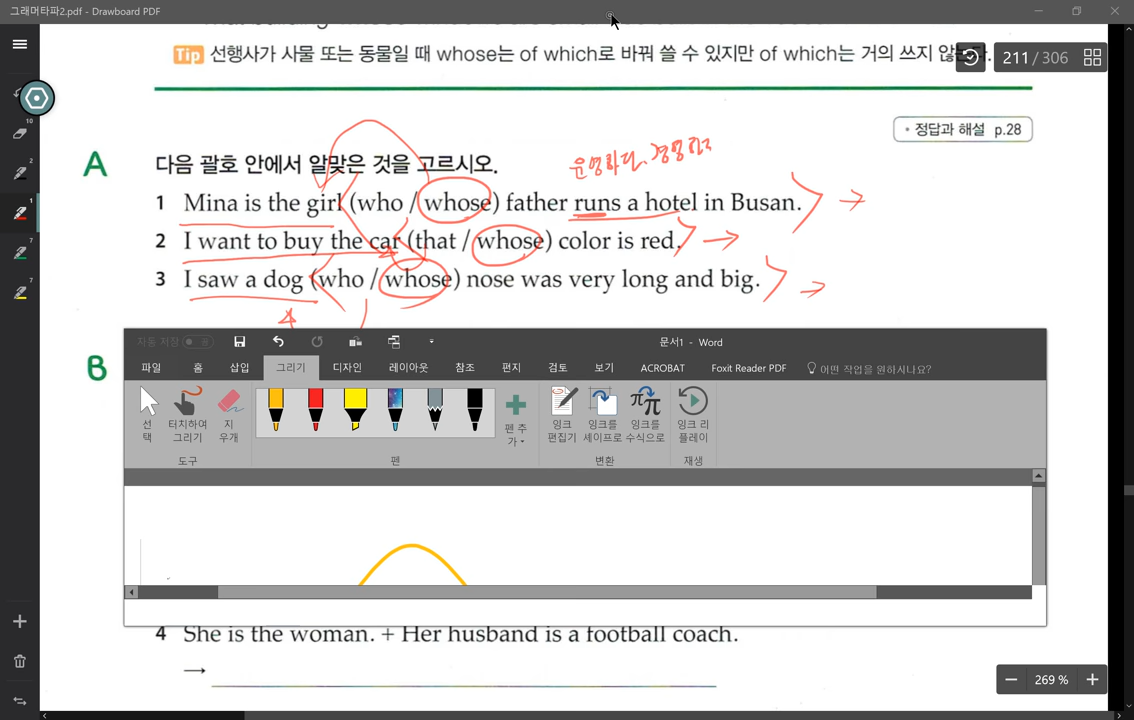 그래머타파2.pdf - Drawboard PDF
Tip 선행사가 사물 또는 동물일 때 whose는 of which로 바꿔 쓸 수 있지만 of which는 거의 쓰지 않는다.
211 / 306
• 정답과 해설 p.28
A 다음 괄호 안에서 알맞은 것을 고르시오.
운영하다, 경영하다
1 Mina is the girl (who / whose) father runs a hotel in Busan.
2 I want to buy the car (that / whose) color is red.
3 I saw a dog (who / whose) nose was very long and big.
B
자동 저장
문서1 - Word
파일 홈 삽입 그리기 디자인 레이아웃 참조 편지 검토 보기 ACROBAT Foxit Reader PDF 어떤 작업을 원하시나요?
선택 터치하여 그리기 지우개 펜 추가 잉크 편집기 잉크를 셰이프로 잉크를 수식으로 잉크 리플레이
도구 펜 변환 재생
4 She is the woman. + Her husband is a football coach.
→
269 %
10
2
1
7
7